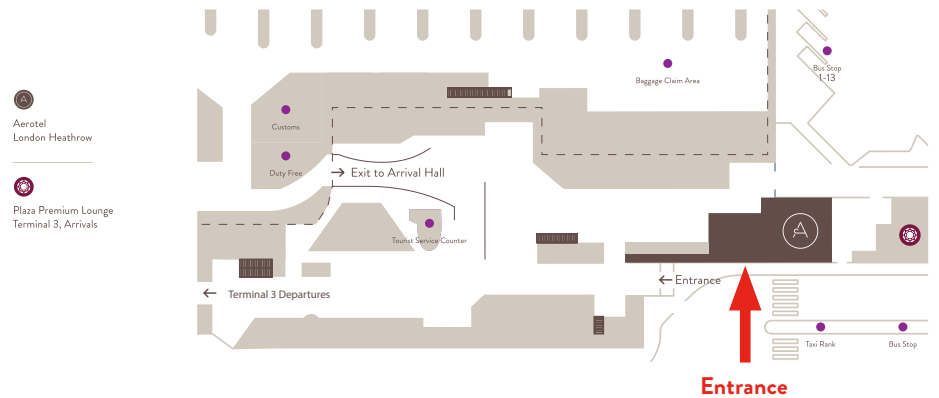 Aerotel
London Heathrow
Plaza Premium Lounge
Terminal 3, Arrivals
Baggage Claim Area
Bus Stop
1-13
Customs
Duty Free
Exit to Arrival Hall
Tourist Service Counter
Terminal 3 Departures
Entrance
Taxi Rank
Bus Stop
Entrance